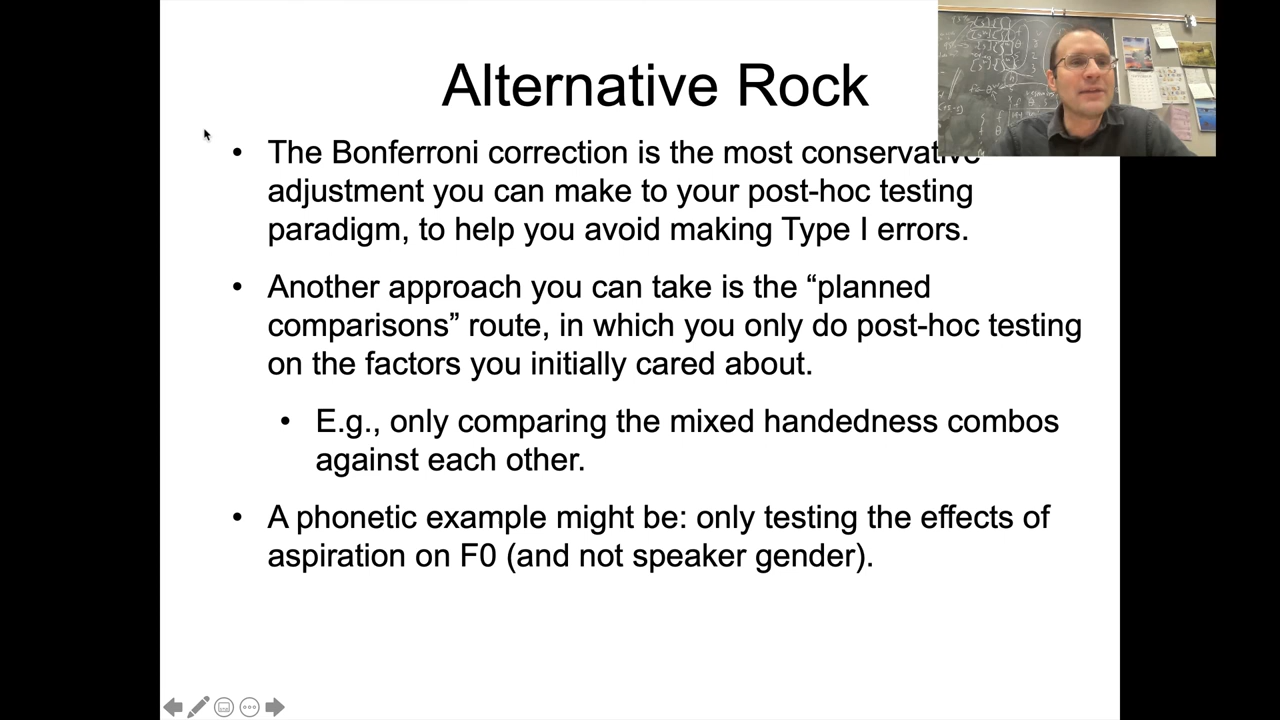 Alternative Rock
• The Bonferroni correction is the most conservative
adjustment you can make to your post-hoc testing
paradigm, to help you avoid making Type I errors.
• Another approach you can take is the “planned
comparisons” route, in which you only do post-hoc testing
on the factors you initially cared about.
• E.g., only comparing the mixed handedness combos
against each other.
• A phonetic example might be: only testing the effects of
aspiration on F0 (and not speaker gender).